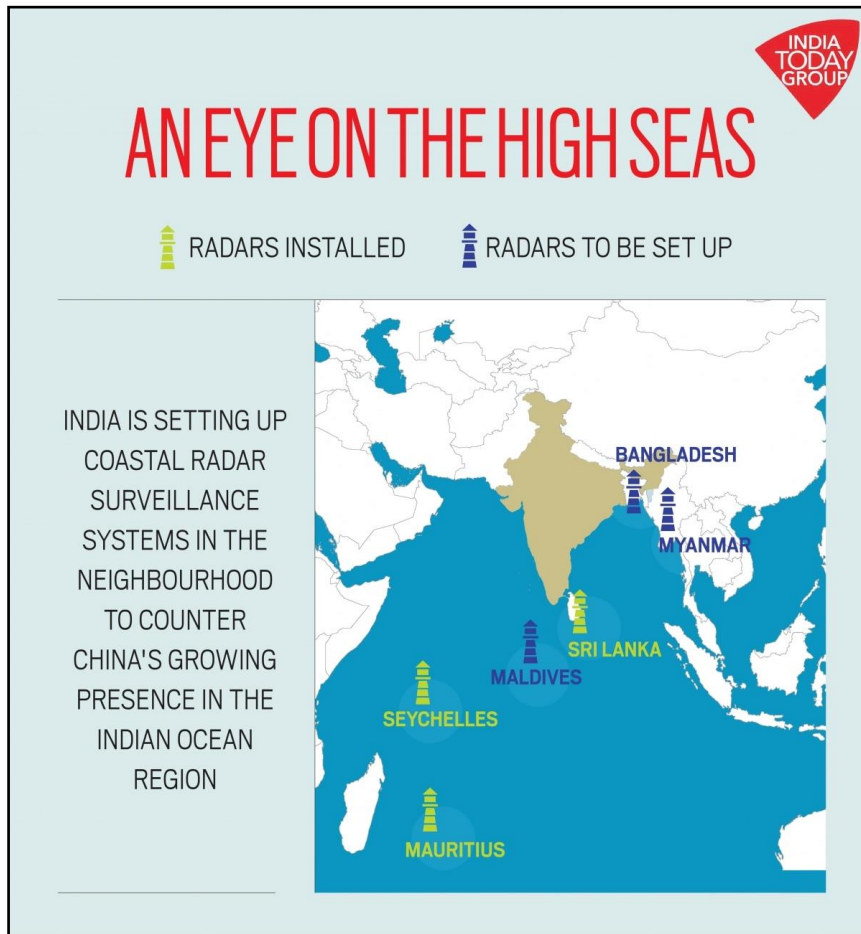 INDIA
TODAY
GROUP
AN EYE ON THE HIGH SEAS
RADARS INSTALLED
RADARS TO BE SET UP
INDIA IS SETTING UP
COASTAL RADAR
SURVEILLANCE
SYSTEMS IN THE
NEIGHBOURHOOD
TO COUNTER
CHINA'S GROWING
PRESENCE IN THE
INDIAN OCEAN
REGION
BANGLADESH
MYANMAR
SRI LANKA
MALDIVES
SEYCHELLES
MAURITIUS